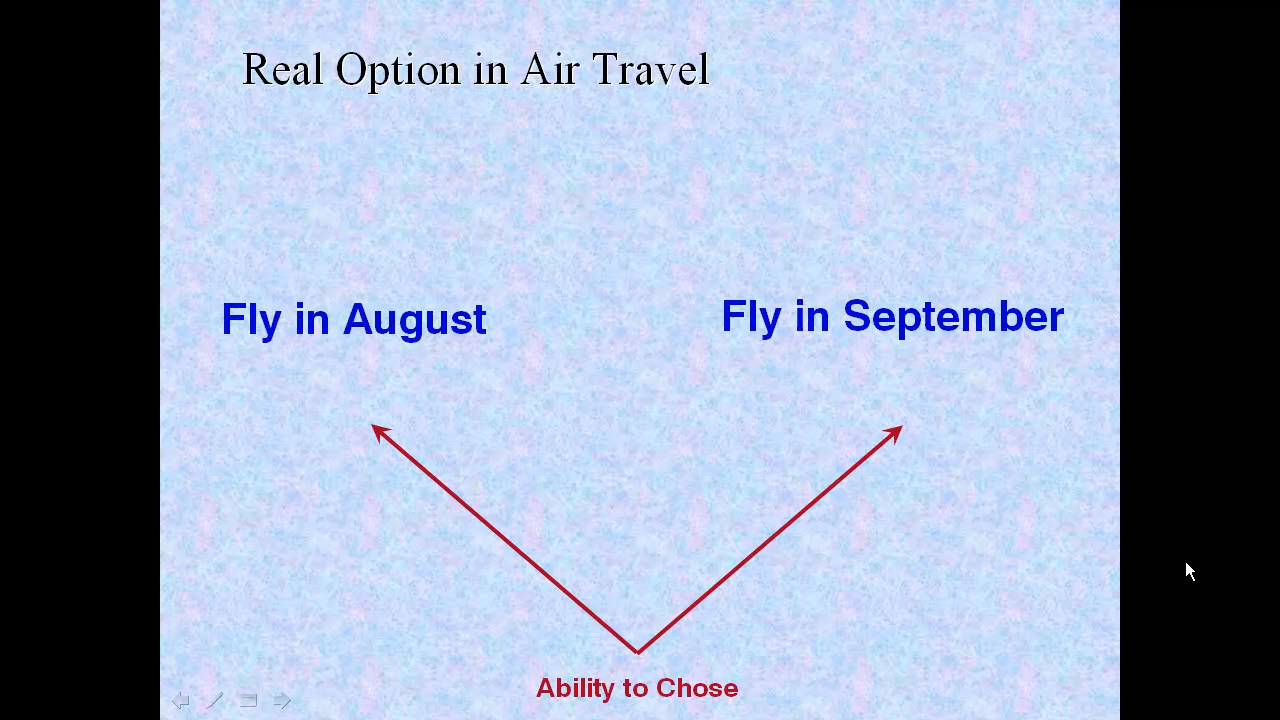 Real Option in Air Travel
Fly in August
Fly in September
Ability to Chose